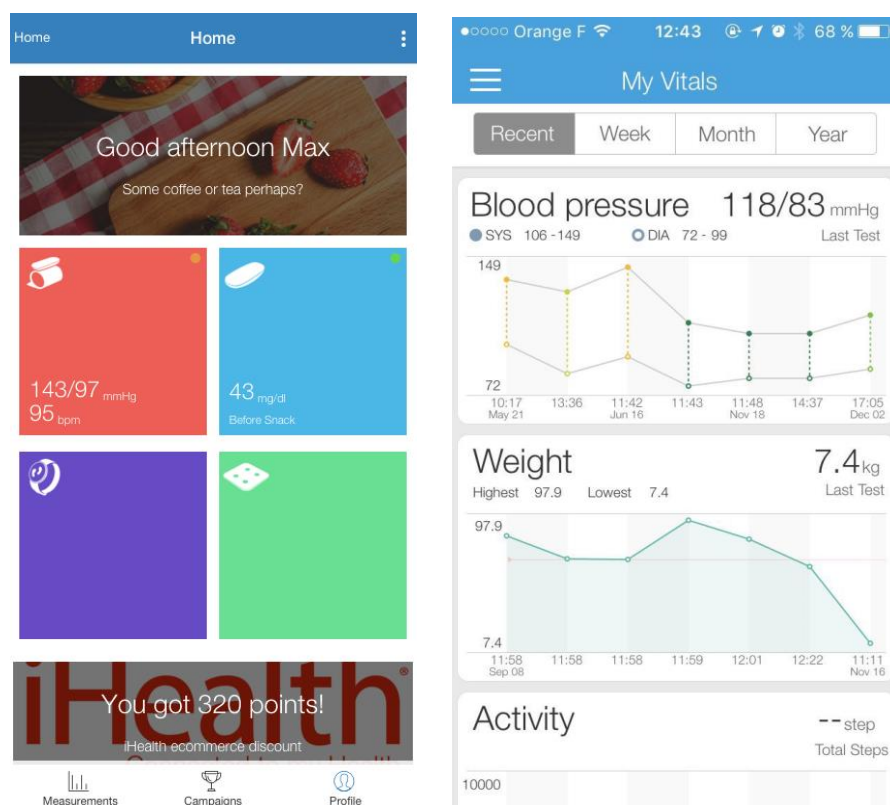 Home
Home
Good afternoon Max
Some coffee or tea perhaps?
143/97 mmHg
95 bpm
43 mg/dl
Before Snack
iHealth®
You got 320 points!
iHealth ecommerce discount
Measurements
Campaigns
Profile
Orange F 12:43 68 %
My Vitals
Recent Week Month Year
Blood pressure 118/83 mmHg
SYS 106 -149 DIA 72 - 99 Last Test
149
72
10:17 13:36 11:42 11:43 11:48 14:37 17:05
May 21 Jun 16 Nov 18 Dec 02
Weight 7.4 kg
Highest 97.9 Lowest 7.4 Last Test
97.9
7.4
11:58 11:58 11:58 11:59 12:01 12:22 11:11
Sep 08 Nov 16
Activity -- step
Total Steps
10000